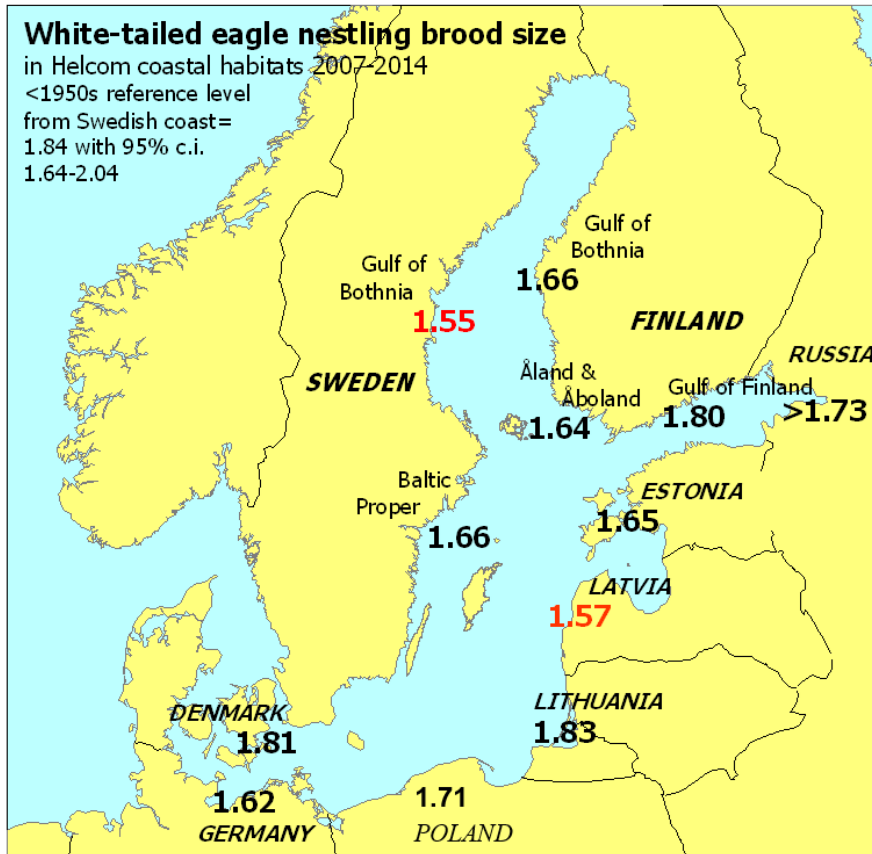 White-tailed eagle nestling brood size
in Helcom coastal habitats 2007-2014
<1950s reference level
from Swedish coast=
1.84 with 95% c.i.
1.64-2.04
Gulf of
Bothnia
1.66
Gulf of
Bothnia
1.55
FINLAND
RUSSIA
SWEDEN
Åland &
Åboland
1.64
Gulf of Finland
1.80
>1.73
Baltic
Proper
1.66
ESTONIA
1.65
LATVIA
1.57
LITHUANIA
1.83
DENMARK
1.81
1.62
GERMANY
1.71
POLAND